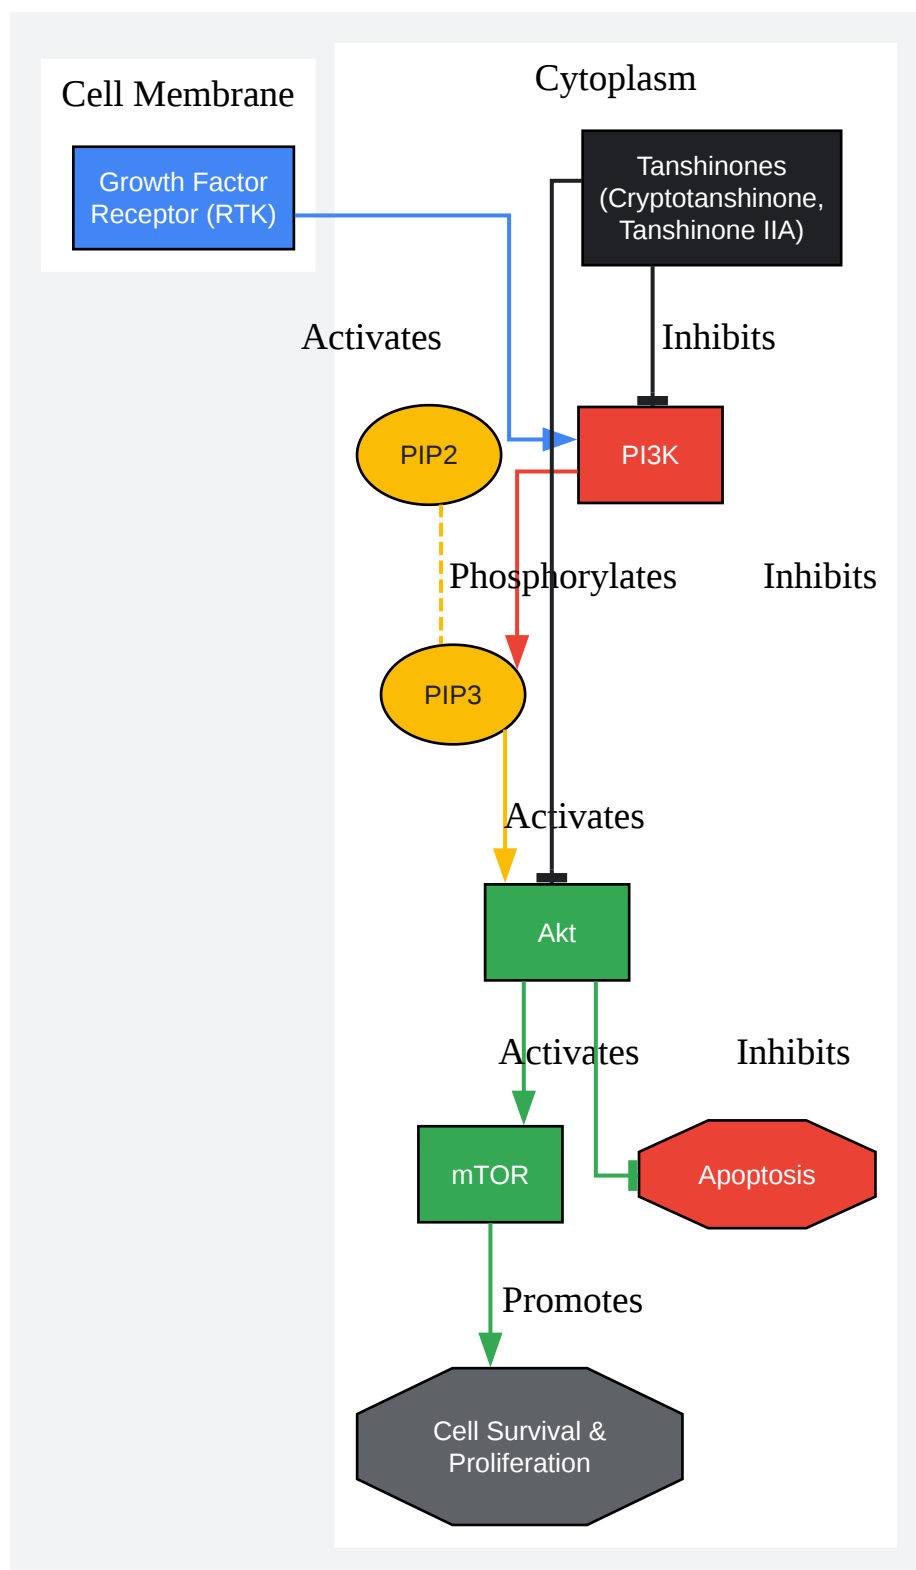 Cell Membrane
Cytoplasm
Growth Factor
Receptor (RTK)
Tanshinones
(Cryptotanshinone,
Tanshinone IIA)
Activates
Inhibits
PIP2
PI3K
Phosphorylates
Inhibits
PIP3
Activates
Akt
Activates
Inhibits
mTOR
Apoptosis
Promotes
Cell Survival &
Proliferation